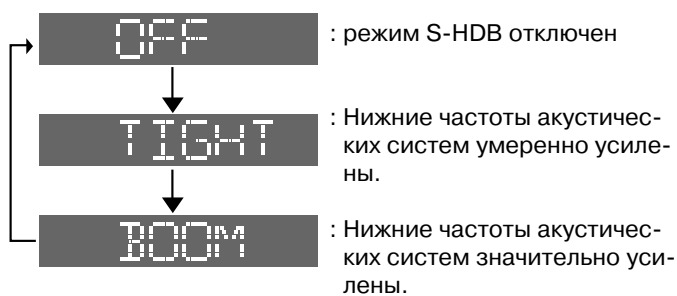 OFF : режим S-HDB отключен
TIGHT : Нижние частоты акустичес-
ких систем умеренно усиле-
ны.
BOOM : Нижние частоты акустичес-
ких систем значительно уси-
лены.